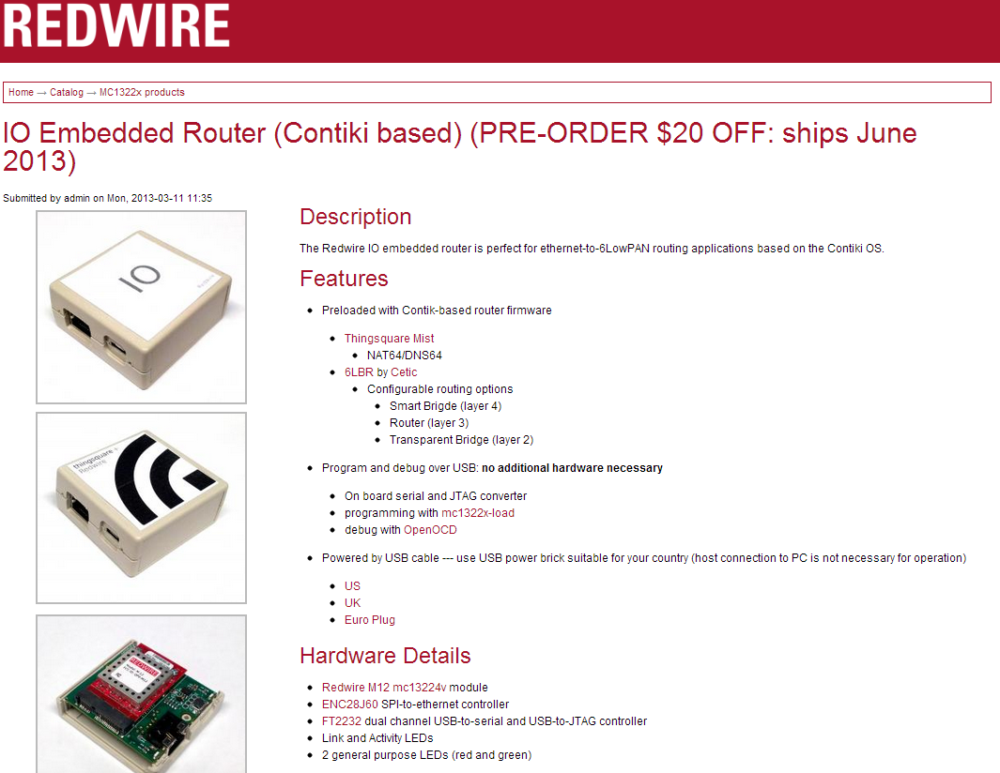 REDWIRE
Home → Catalog → MC1322x products
IO Embedded Router (Contiki based) (PRE-ORDER $20 OFF: ships June
2013)
Submitted by admin on Mon, 2013-03-11 11:35
Description
The Redwire IO embedded router is perfect for ethernet-to-6LowPAN routing applications based on the Contiki OS.
Features
Preloaded with Contik-based router firmware
Thingsquare Mist
NAT64/DNS64
6LBR by Cetic
Configurable routing options
Smart Brigde (layer 4)
Router (layer 3)
Transparent Bridge (layer 2)
Program and debug over USB: no additional hardware necessary
On board serial and JTAG converter
programming with mc1322x-load
debug with OpenOCD
Powered by USB cable --- use USB power brick suitable for your country (host connection to PC is not necessary for operation)
US
UK
Euro Plug
Hardware Details
Redwire M12 mc13224v module
ENC28J60 SPI-to-ethernet controller
FT2232 dual channel USB-to-serial and USB-to-JTAG controller
Link and Activity LEDs
2 general purpose LEDs (red and green)
IO
thingsquare +
Redwire
REDWIRE